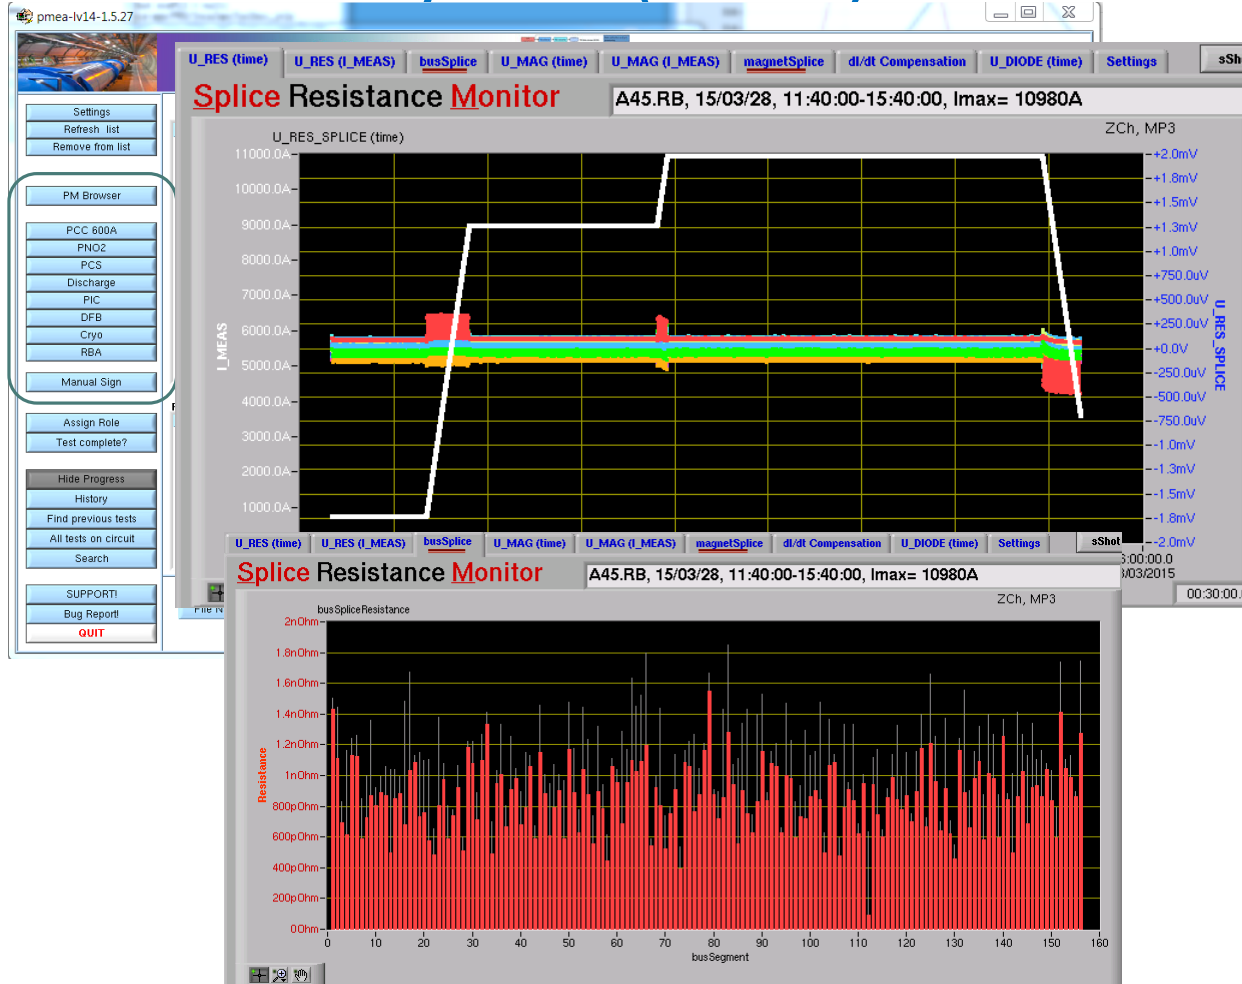 pmea-lv14-1.5.27
Settings
Refresh list
Remove from list
PM Browser
PCC 600A
PNO2
PCS
Discharge
PIC
DFB
Cryo
RBA
Manual Sign
Assign Role
Test complete?
Hide Progress
History
Find previous tests
All tests on circuit
Search
SUPPORT!
Bug Report!
QUIT
U_RES (time) U_RES (I_MEAS) busSplice U_MAG (time) U_MAG (I_MEAS) magnetSplice dI/dt Compensation U_DIODE (time) Settings sSho
Splice Resistance Monitor A45.RB, 15/03/28, 11:40:00-15:40:00, Imax= 10980A
ZCh, MP3
U_RES_SPLICE (time)
11000.0A
10000.0A
9000.0A
8000.0A
7000.0A
6000.0A
5000.0A
4000.0A
3000.0A
2000.0A
1000.0A
I_MEAS
+2.0mV
+1.8mV
+1.5mV
+1.3mV
+1.0mV
+750.0uV
+500.0uV
+250.0uV
+0.0V
-250.0uV
-500.0uV
-750.0uV
-1.0mV
-1.3mV
-1.5mV
-1.8mV
-2.0mV
U_RES_SPLICE
:00:00.0
/03/2015
00:30:00.
File N
U_RES (time) U_RES (I_MEAS) busSplice U_MAG (time) U_MAG (I_MEAS) magnetSplice dI/dt Compensation U_DIODE (time) Settings sShot
Splice Resistance Monitor A45.RB, 15/03/28, 11:40:00-15:40:00, Imax= 10980A
ZCh, MP3
busSpliceResistance
2nOhm
1.8nOhm
1.6nOhm
1.4nOhm
1.2nOhm
1nOhm
800pOhm
600pOhm
400pOhm
200pOhm
0Ohm
Resistance
0 10 20 30 40 50 60 70 80 90 100 110 120 130 140 150 160
busSegment